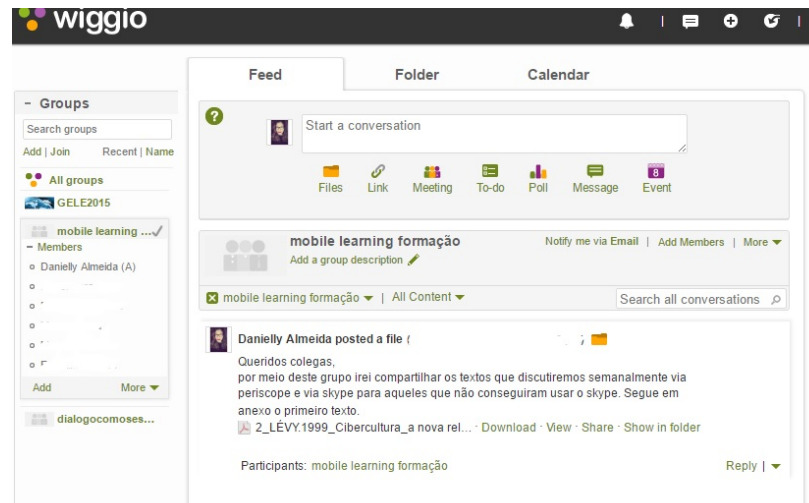 wiggio
Feed
Folder
Calendar
− Groups
Search groups
Add | Join
Recent | Name
All groups
GELE2015
mobile learning ...
− Members
Danielly Almeida (A)
Add
More
dialogocomoses...
?
Start a conversation
Files
Link
Meeting
To-do
Poll
Message
8
Event
mobile learning formação
Notify me via Email | Add Members | More
Add a group description
mobile learning formação | All Content
Search all conversations
Danielly Almeida posted a file (
Queridos colegas,
por meio deste grupo irei compartilhar os textos que discutiremos semanalmente via
periscope e via skype para aqueles que não conseguiram usar o skype. Segue em
anexo o primeiro texto.
2_LÉVY.1999_Cibercultura_a nova rel... · Download · View · Share · Show in folder
Participants: mobile learning formação
Reply |